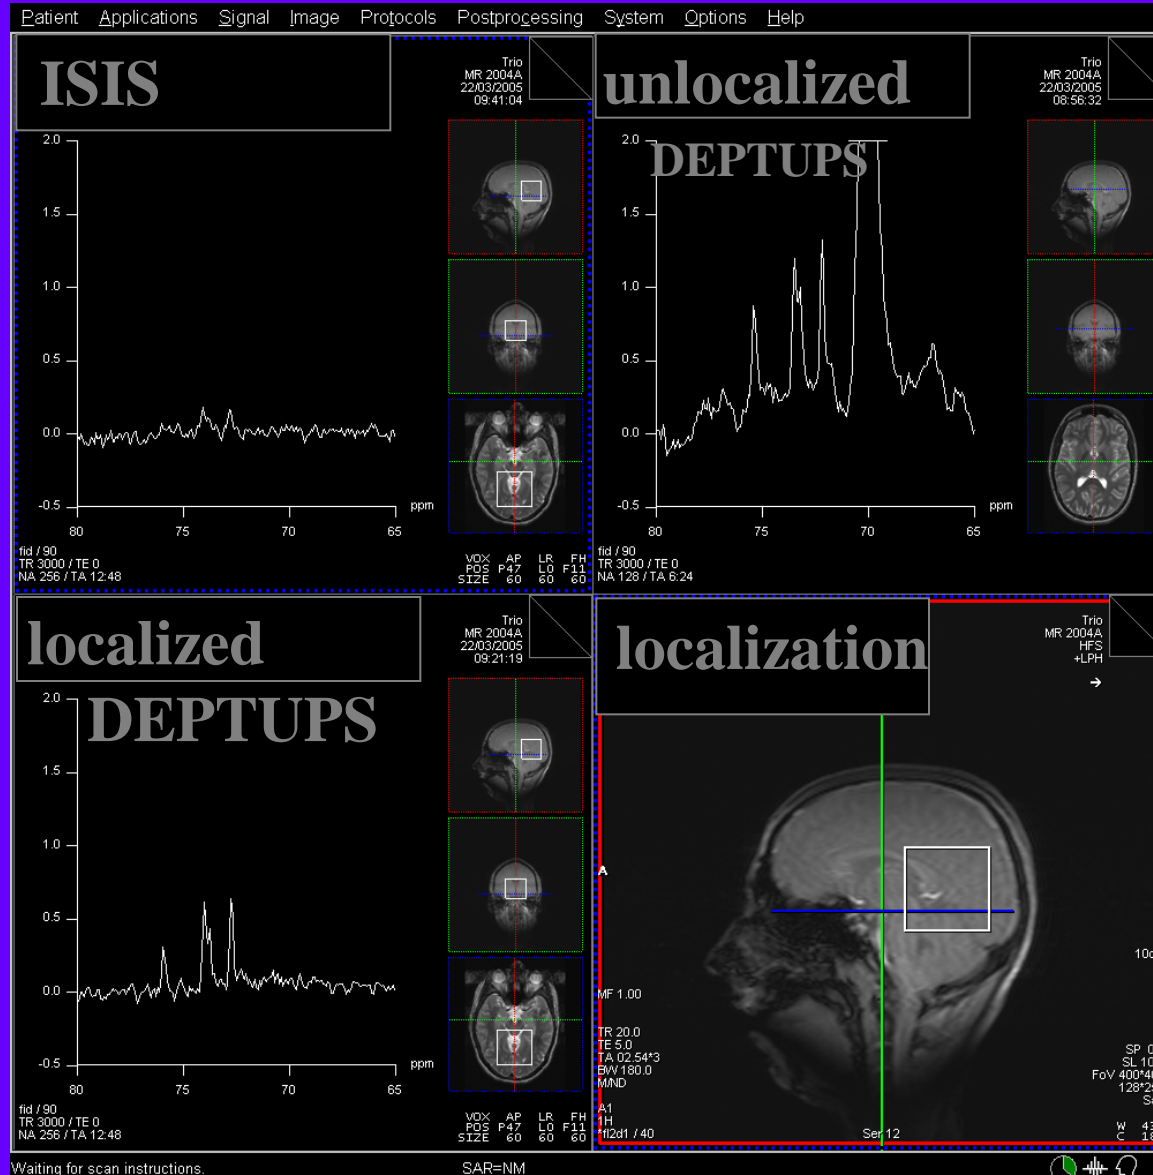 Patient Applications Signal Image Protocols Postprocessing System Options Help
ISIS
Trio
MR 2004A
22/03/2005
09:41:04
2.0
1.5
1.0
0.5
0.0
-0.5
ppm
80 75 70 65
fid / 90
TR 3000 / TE 0
NA 256 / TA 12:48
VOX AP LR FH
POS P47 L0 F11
SIZE 60 60 60
unlocalized
DEPTUPS
Trio
MR 2004A
22/03/2005
08:56:32
2.0
1.5
1.0
0.5
0.0
-0.5
ppm
80 75 70 65
fid / 90
TR 3000 / TE 0
NA 128 / TA 6:24
localized
DEPTUPS
Trio
MR 2004A
22/03/2005
09:21:19
2.0
1.5
1.0
0.5
0.0
-0.5
ppm
80 75 70 65
fid / 90
TR 3000 / TE 0
NA 256 / TA 12:48
VOX AP LR FH
POS P47 L0 F11
SIZE 60 60 60
localization
Trio
MR 2004A
HFS
+LPH
A
MF 1.00
TR 20.0
TE 5.0
TA 02.54*3
BW 180.0
M/ND
A1
1H
*fl2d1 / 40
Ser 12
SP
SL
FoV
W
C
Waiting for scan instructions.
SAR=NM